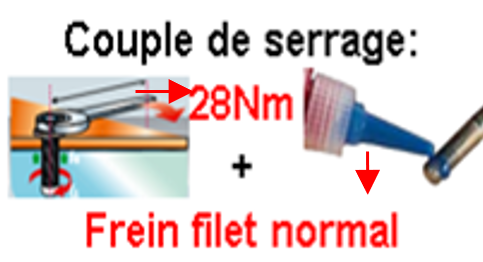 Couple de serrage:
28Nm
+
Frein filet normal